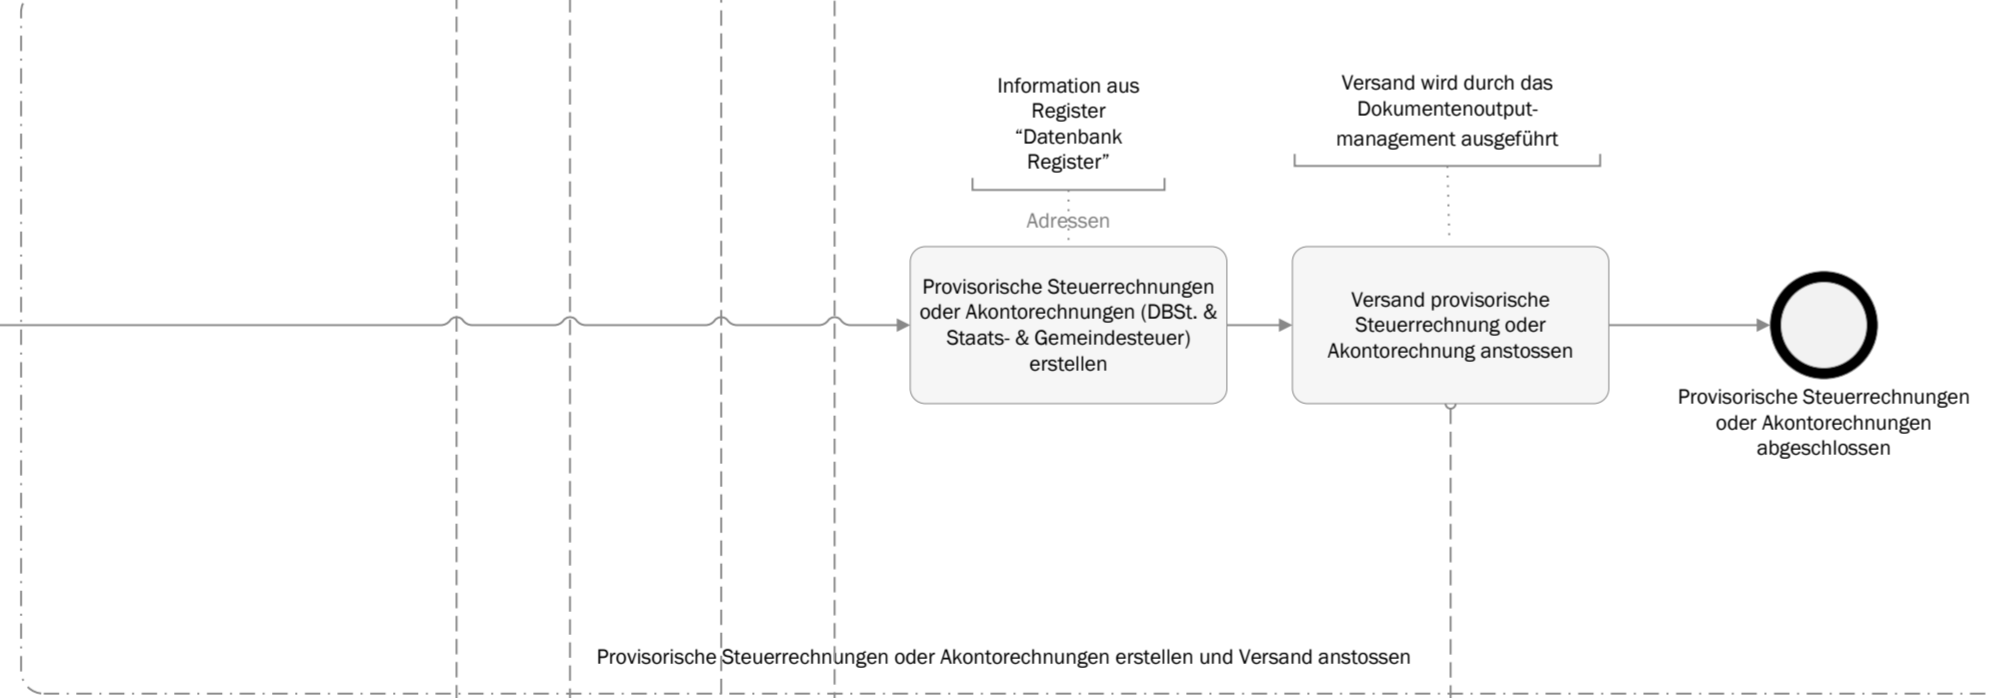 Information aus
Register
“Datenbank
Register”
Adressen
Versand wird durch das
Dokumentenoutput-
management ausgeführt
Provisorische Steuerrechnungen
oder Akontorechnungen (DBSt. &
Staats- & Gemeindesteuer)
erstellen
Versand provisorische
Steuerrechnung oder
Akontorechnung anstossen
Provisorische Steuerrechnungen
oder Akontorechnungen
abgeschlossen
Provisorische Steuerrechnungen oder Akontorechnungen erstellen und Versand anstossen